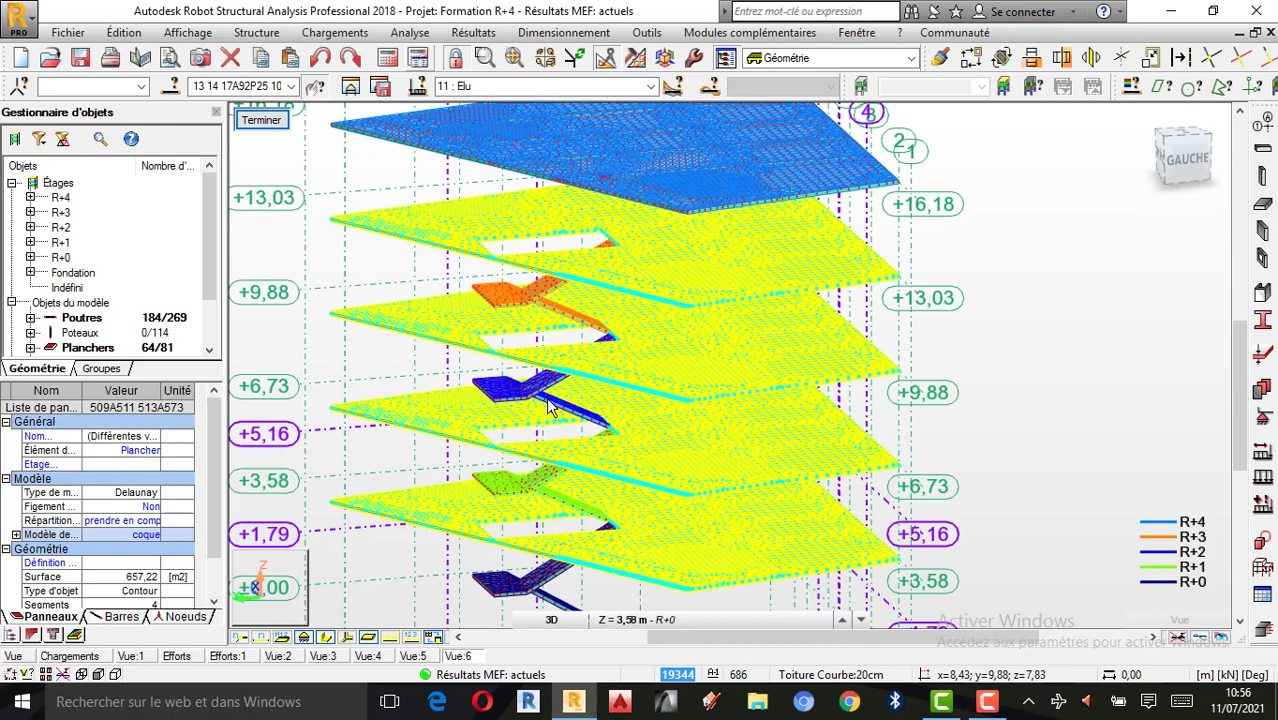 Autodesk Robot Structural Analysis Professional 2018 - Projet: Formation R+4 - Résultats MEF: actuels
Entrez mot-clé ou expression
Se connecter
PRO
Fichier Édition Affichage Structure Chargements Analyse Résultats Dimensionnement Outils Modules complémentaires Fenêtre ? Communauté
Géométrie
13 14 17A92P25 10
11 : Elu
Gestionnaire d'objets
Terminer
Objets Nombre d'...
Étages
R+4
R+3
R+2
R+1
R+0
Fondation
Indéfini
Objets du modèle
Poutres 184/269
Poteaux 0/114
Planchers 64/81
Géométrie Groupes
Nom Valeur Unité
Liste de pan... 509A511 513A573
Général
Nom... (Différentes v...
Élément d... Plancher
Etage...
Modèle
Type de m... Delaunay
Figement ... Non
Répartition... prendre en comp
Modèle de... coque
Géométrie
Définition ...
Surface 657,22 [m2]
Type d'objet Contour
Segments 4
Panneaux Barres Noeuds
4
3
2
1
+13,03
+16,18
+9,88
+13,03
+6,73
+9,88
+5,16
+3,58
+6,73
+1,79
+5,16
+3,58
GAUCHE
R+4
R+3
R+2
R+1
R+0
Z
3D
Z = 3,58 m - R+0
Vue
Activer Windows
Accédez aux paramètres pour activer Windows
Vue Chargements Vue:1 Efforts Efforts:1 Vue:2 Vue:3 Vue:4 Vue:5 Vue:6
Résultats MEF: actuels
19344
686
Toiture Courbe:20cm
x=8,43; y=9,88; z=7,83
0,00
[m] [kN] [Deg]
Rechercher sur le web et dans Windows
10:56
11/07/2021